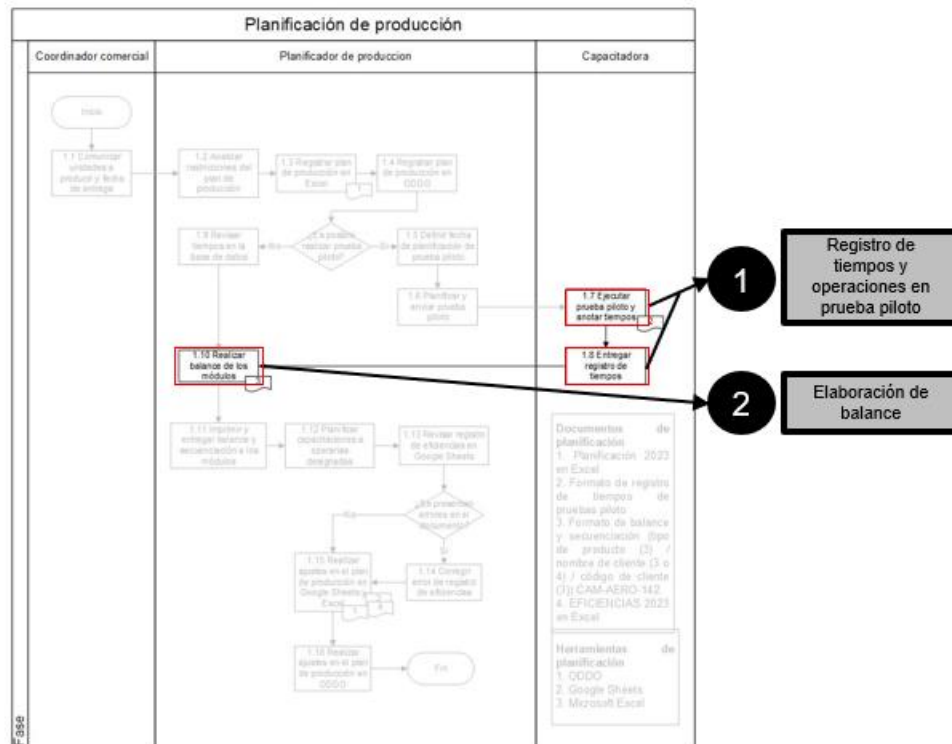 Planificación de producción
Coordinador comercial
Planificador de produccion
Capacitadora
Inicio
1.1 Comunicar
unidades a
producir y fecha
de entrega
1.2 Analizar
restricciones del
plan de
producción
1.3 Registrar plan
de producción en
Excel
1
1.4 Registrar plan
de producción en
ODDO
¿Es posible
realizar prueba
piloto?
No
Si
1.9 Revisar
tiempos en la
base de datos
1.5 Definir fecha
de planificación de
prueba piloto
1.6 Planificar y
enviar prueba
piloto
1.7 Ejecutar
prueba piloto y
anotar tiempos
1.8 Entregar
registro de
tiempos
1.10 Realizar
balance de los
módulos
1
Registro de
tiempos y
operaciones en
prueba piloto
2
Elaboración de
balance
1.11 Imprimir y
entregar balance y
secuenciación a los
módulos
1.12 Planificar
capacitaciones a
operarias
designadas
1.13 Revisar registro
de eficiencias en
Google Sheets
¿Se presentan
errores en el
documento?
No
Si
1.14 Corregir
error de registro
de eficiencias
1.15 Realizar
ajustes en el plan
de producción en
Google Sheets y
Excel
1.16 Realizar
ajustes en el plan
de producción en
ODDO
Fin
Documentos de
planificación
1. Planificación 2023
en Excel
2. Formato de registro
de tiempos de
pruebas piloto
3. Formato de balance
y secuenciación (tipo
de producto (3) /
nombre de cliente (3 o
4) / código de cliente
(3)) CAM-AERO-142
4. EFICIENCIAS 2023
en Excel
Herramientas de
planificación
1. ODDO
2. Google Sheets
3. Microsoft Excel
Fase